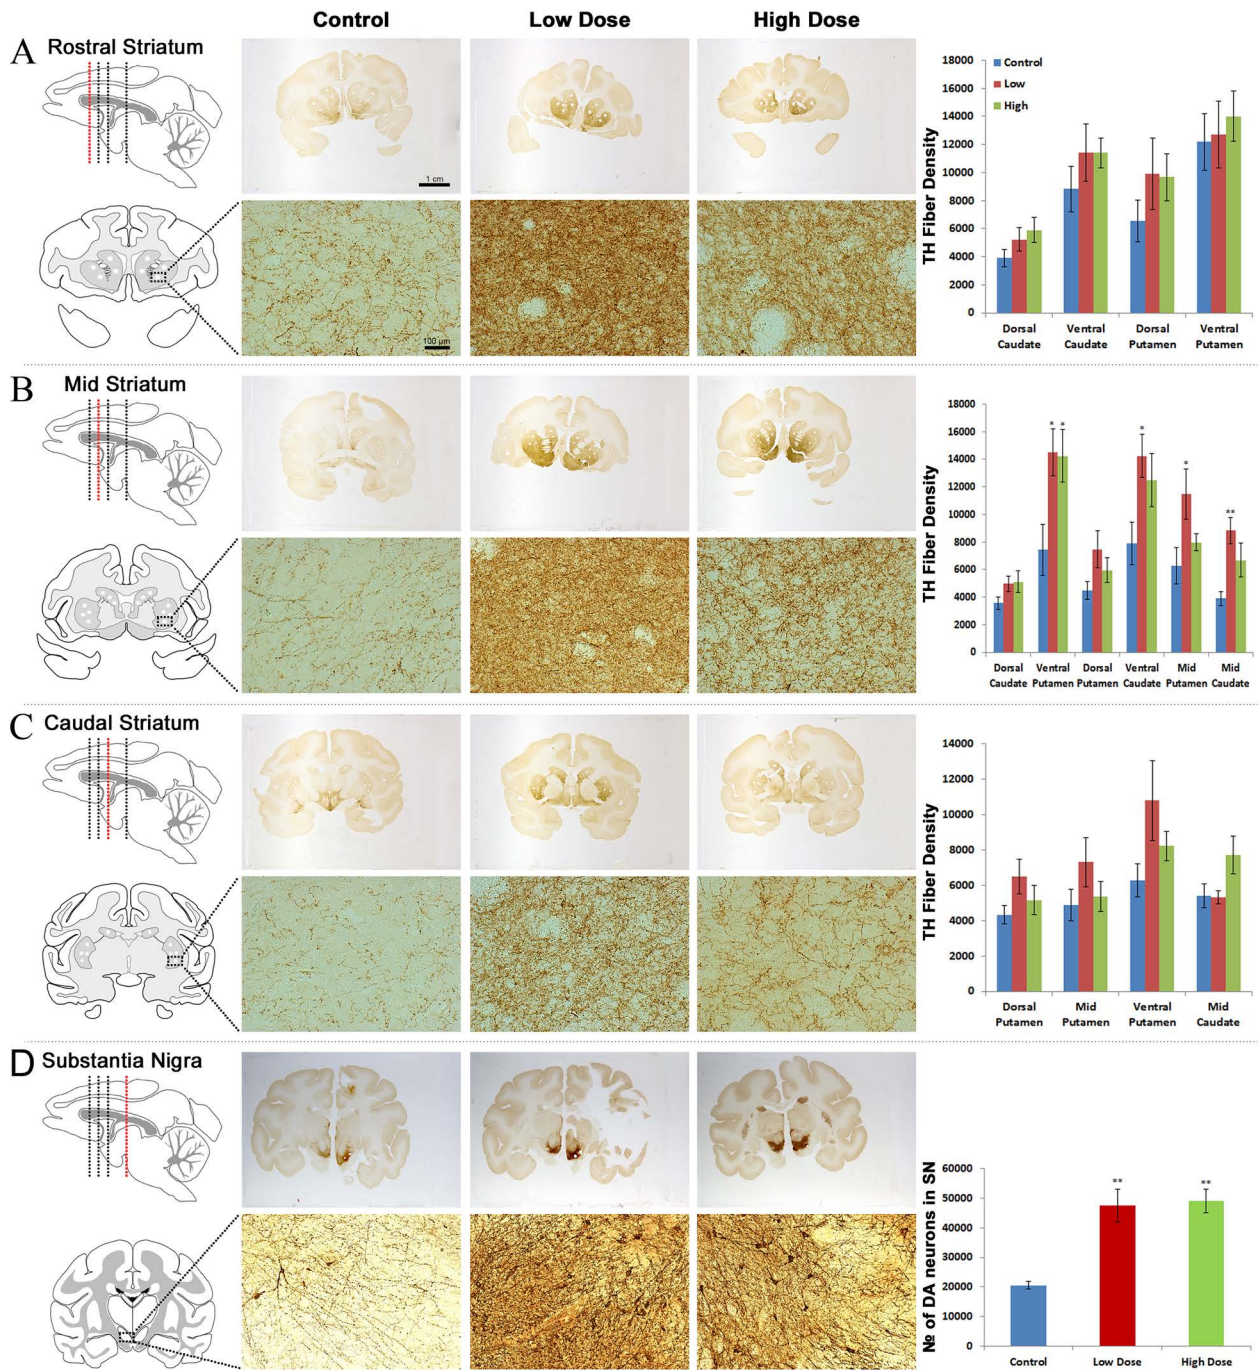 Control Low Dose High Dose
A Rostral Striatum
1 cm
100 µm
TH Fiber Density
18000
16000
14000
12000
10000
8000
6000
4000
2000
0
Control
Low
High
Dorsal Caudate
Ventral Caudate
Dorsal Putamen
Ventral Putamen
B Mid Striatum
TH Fiber Density
18000
16000
14000
12000
10000
8000
6000
4000
2000
0
* *
*
*
**
Dorsal Caudate
Ventral Putamen
Dorsal Putamen
Ventral Caudate
Mid Putamen
Mid Caudate
C Caudal Striatum
TH Fiber Density
14000
12000
10000
8000
6000
4000
2000
0
Dorsal Putamen
Mid Putamen
Ventral Putamen
Mid Caudate
D Substantia Nigra
№ of DA neurons in SN
60000
50000
40000
30000
20000
10000
0
**
**
Control
Low Dose
High Dose